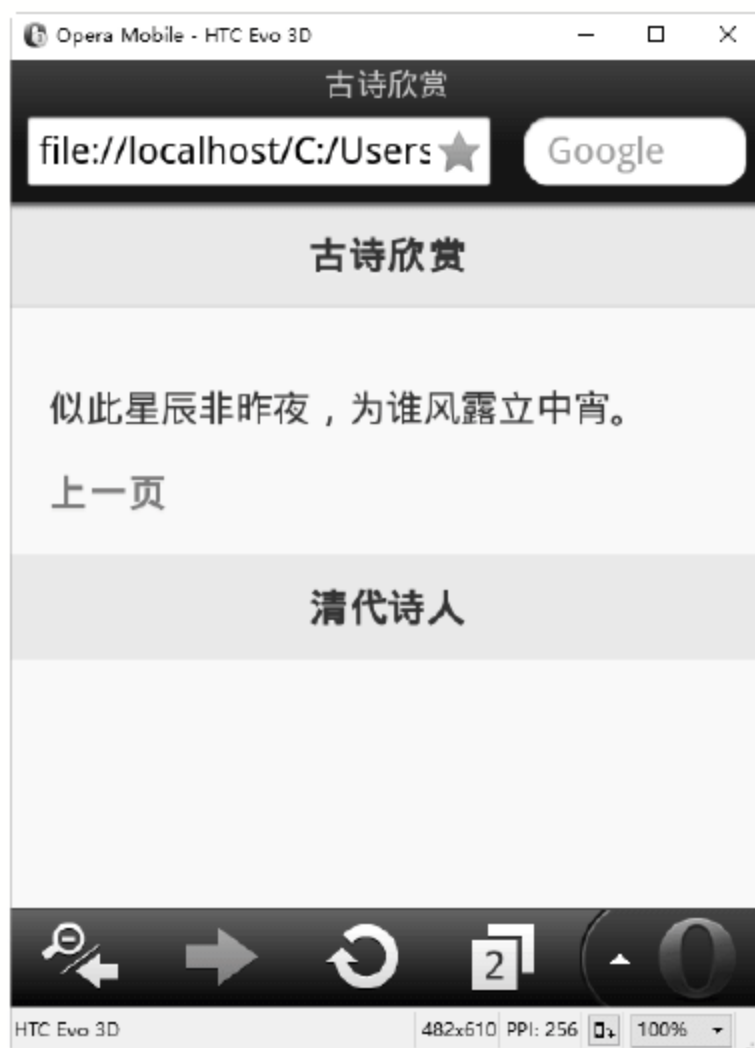 Opera Mobile - HTC Evo 3D
古诗欣赏
file://localhost/C:/Users
Google
古诗欣赏
似此星辰非昨夜，为谁风露立中宵。
上一页
清代诗人
2
HTC Evo 3D 482x610 PPI: 256 100%